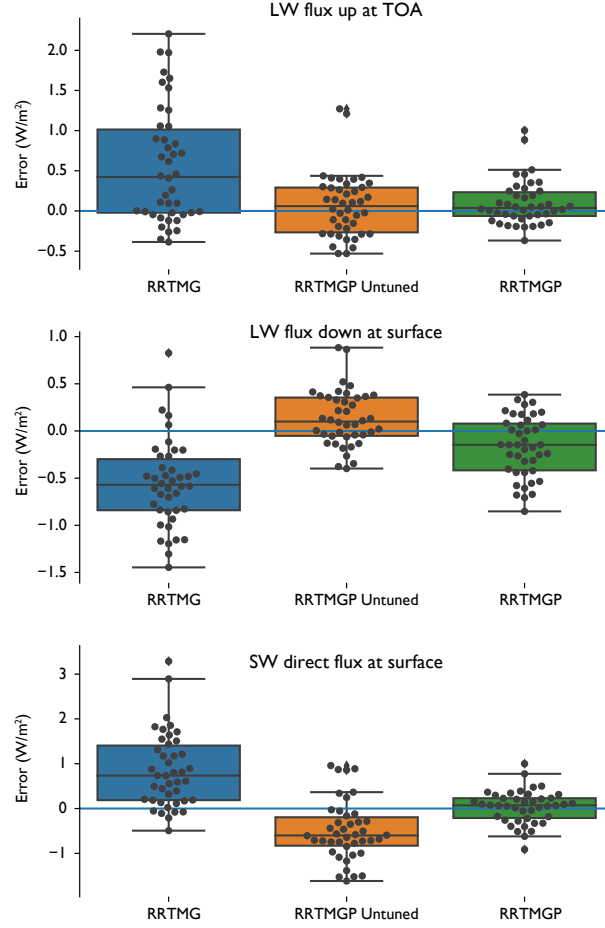 LW flux up at TOA
Error (W/m²)
2.0
1.5
1.0
0.5
0.0
−0.5
RRTMG RRTMGP Untuned RRTMGP
LW flux down at surface
Error (W/m²)
1.0
0.5
0.0
−0.5
−1.0
−1.5
RRTMG RRTMGP Untuned RRTMGP
SW direct flux at surface
Error (W/m²)
3
2
1
0
−1
RRTMG RRTMGP Untuned RRTMGP